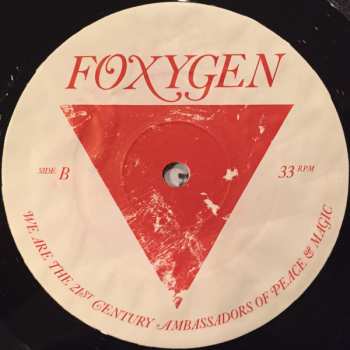 FOXYGEN
SIDE B
33 RPM
WE ARE THE 21ST CENTURY AMBASSADORS OF PEACE & MAGIC